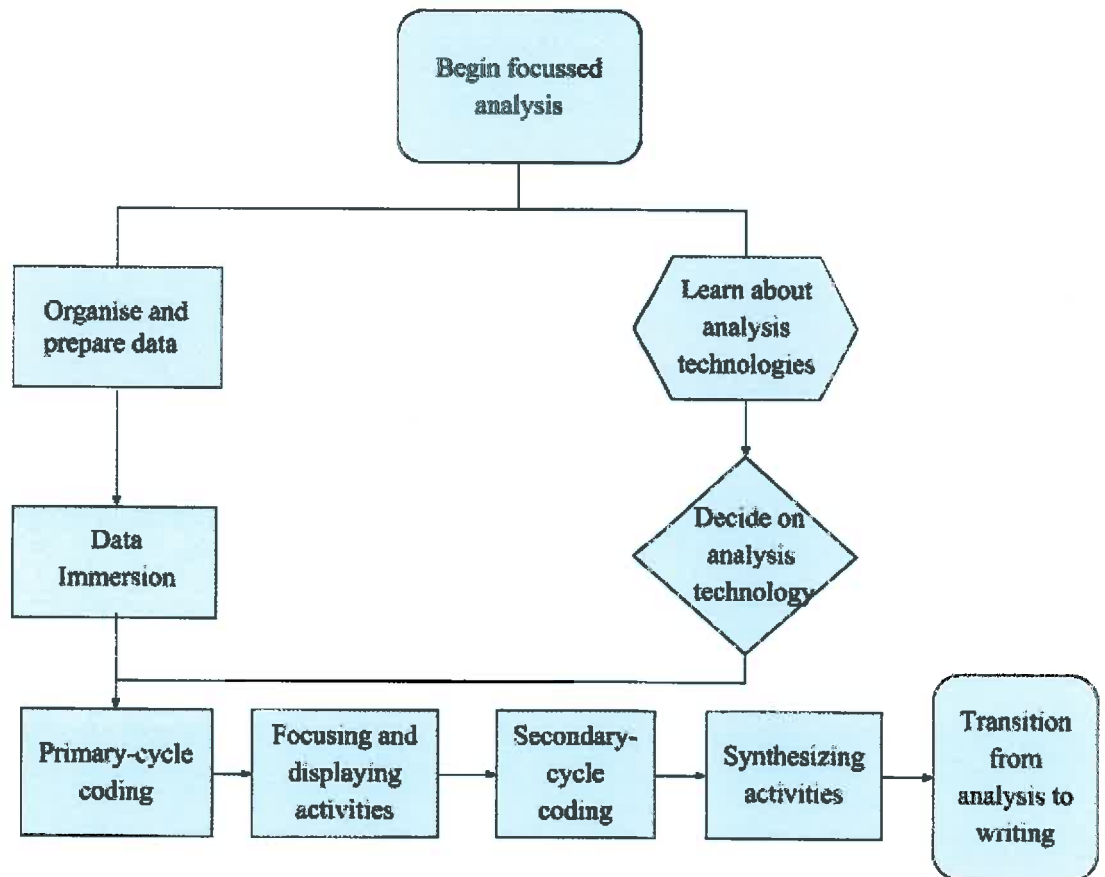 Begin focussed
analysis
Organise and
prepare data
Learn about
analysis
technologies
Data
Immersion
Decide on
analysis
technology
Primary-cycle
coding
Focusing and
displaying
activities
Secondary-
cycle
coding
Synthesizing
activities
Transition
from
analysis to
writing